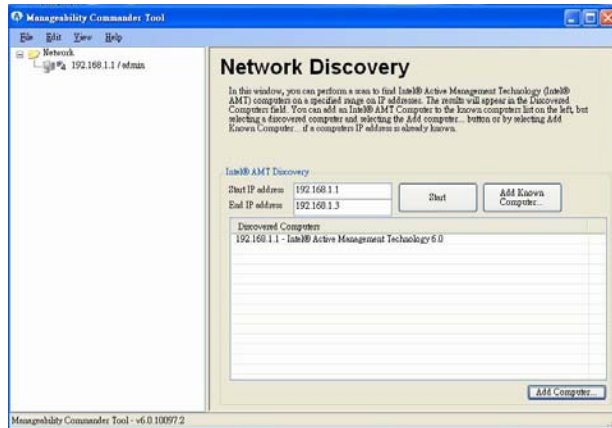 Manageability Commander Tool
File Edit View Help
Network
192.168.1.1 / admin
Network Discovery
In this window, you can perform a scan to find Intel® Active Management Technology (Intel®
AMT) computers on a specified range on IP addresses. The results will appear in the Discovered
Computers field. You can add an Intel® AMT Computer to the known computers list on the left, but
selecting a discovered computer and selecting the Add computer... button or by selecting Add
Known Computer... if a computers IP address is already known.
Intel® AMT Discovery
Start IP address 192.168.1.1
End IP address 192.168.1.3
Start
Add Known
Computer...
Discovered Computers
192.168.1.1 - Intel® Active Management Technology 6.0
Add Computer...
Manageability Commander Tool - v6.0.10097.2